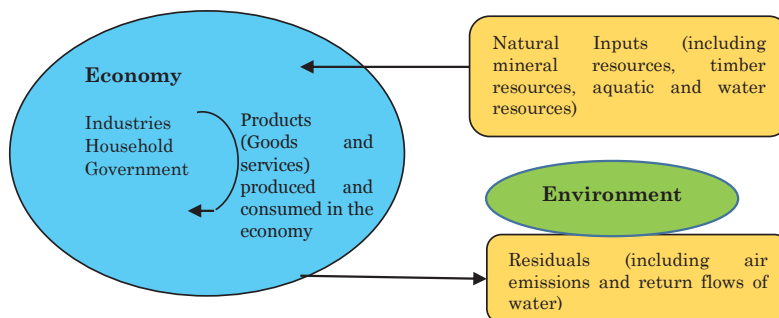 Economy
Industries
Household
Government
Products
(Goods and
services)
produced and
consumed in the
economy
Natural Inputs (including
mineral resources, timber
resources, aquatic and water
resources)
Environment
Residuals (including air
emissions and return flows of
water)